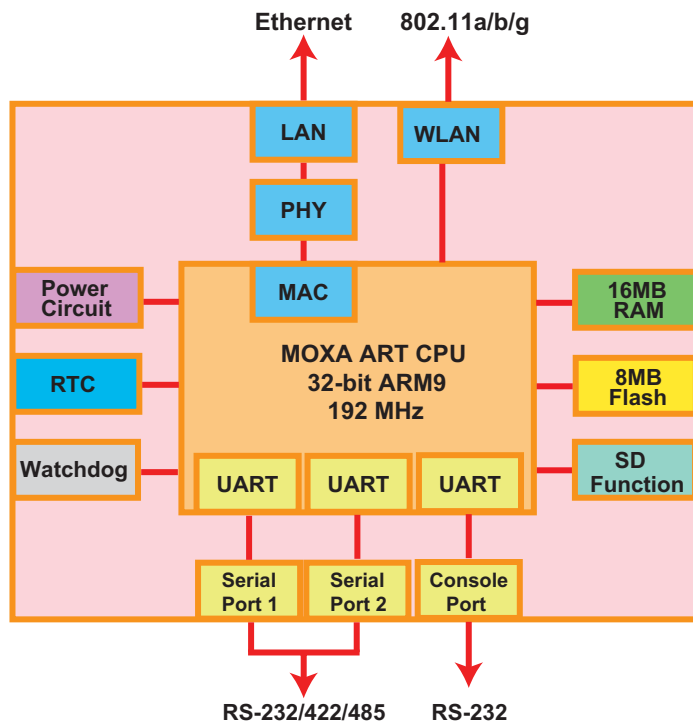 Ethernet
802.11a/b/g
LAN
WLAN
PHY
MAC
Power
Circuit
16MB
RAM
MOXA ART CPU
32-bit ARM9
192 MHz
RTC
8MB
Flash
Watchdog
SD
Function
UART
UART
UART
Serial
Port 1
Serial
Port 2
Console
Port
RS-232/422/485
RS-232